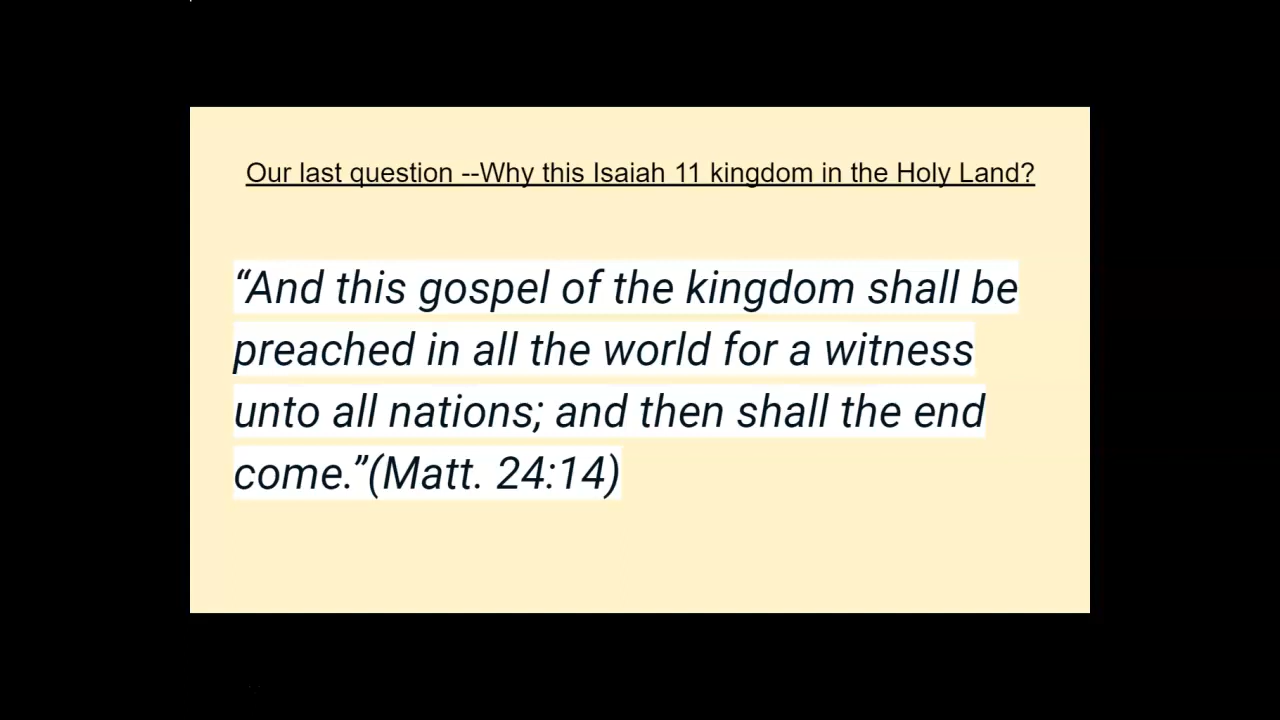 Our last question --Why this Isaiah 11 kingdom in the Holy Land?
“And this gospel of the kingdom shall be
preached in all the world for a witness
unto all nations; and then shall the end
come.”(Matt. 24:14)